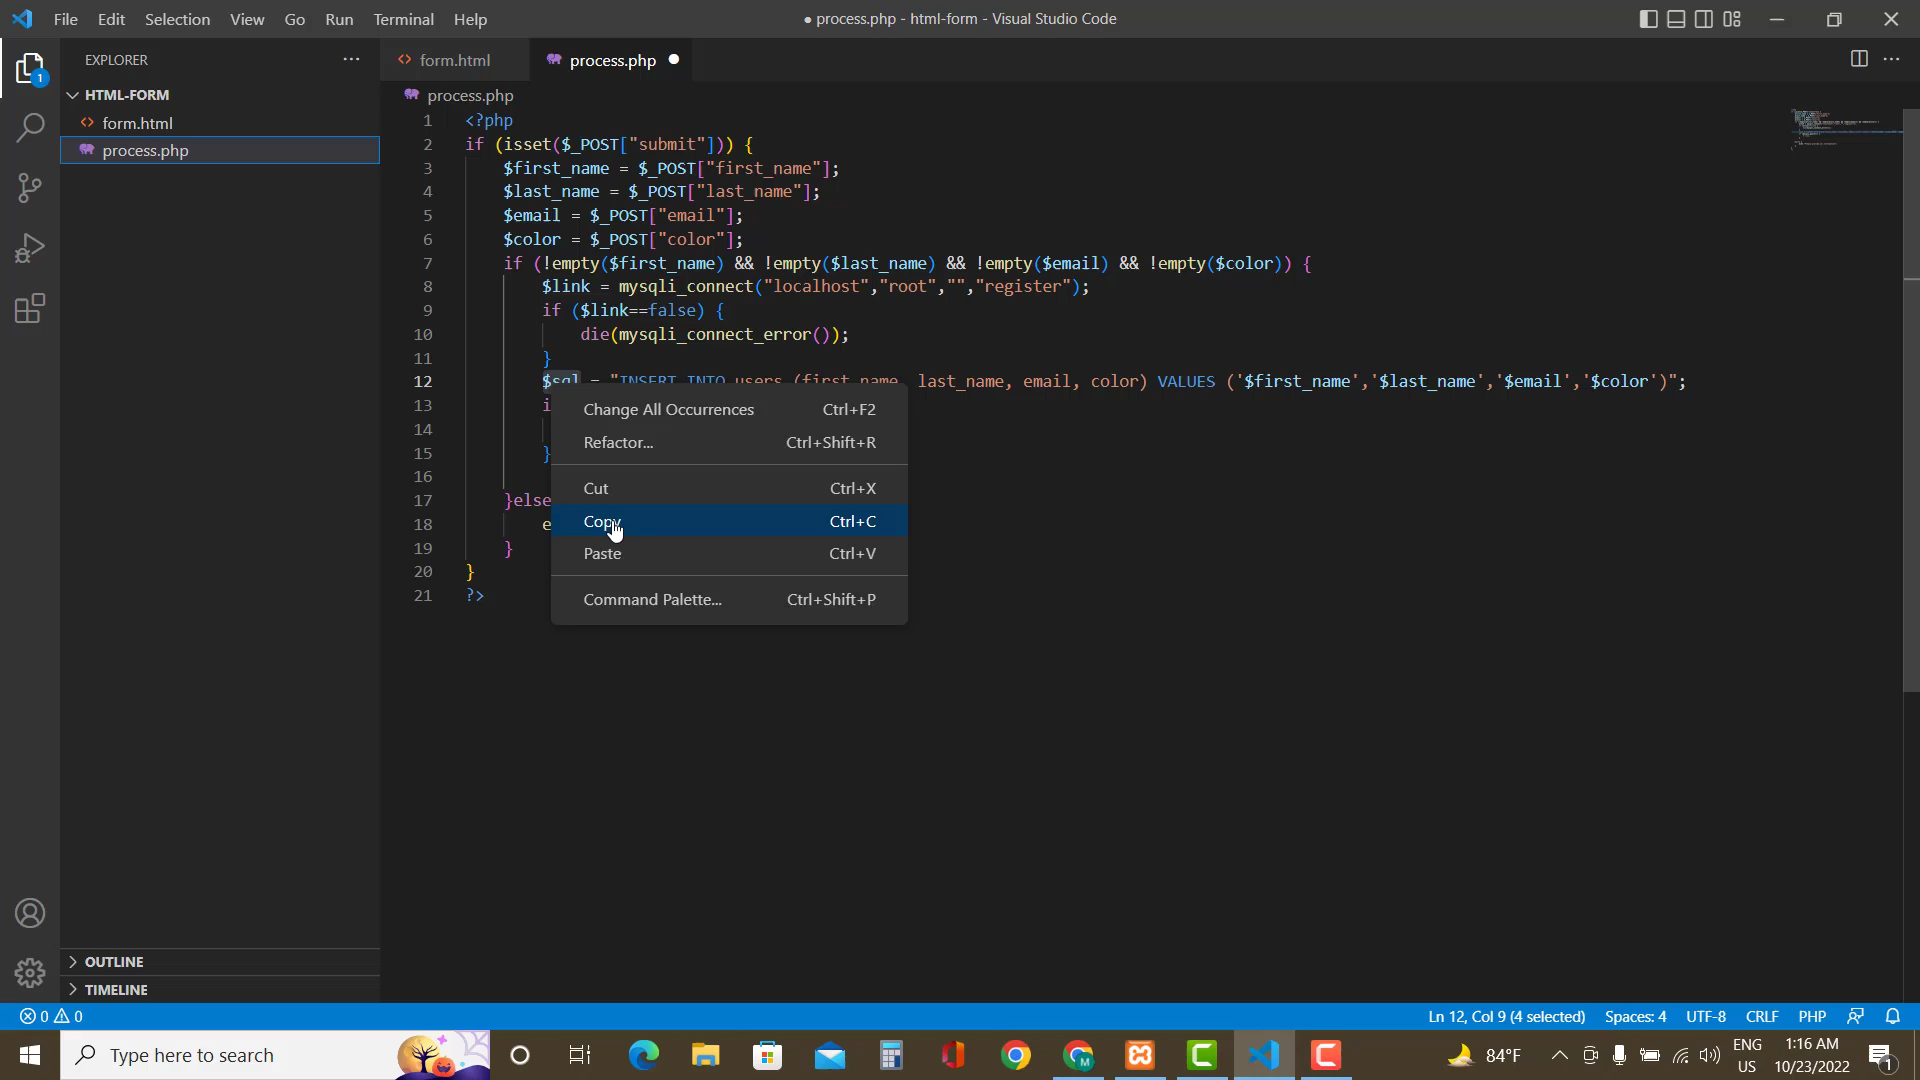 File Edit Selection View Go Run Terminal Help
● process.php - html-form - Visual Studio Code
EXPLORER
1
HTML-FORM
form.html
process.php
OUTLINE
TIMELINE
form.html
process.php
process.php
1 <?php
2 if (isset($_POST["submit"])) {
3 $first_name = $_POST["first_name"];
4 $last_name = $_POST["last_name"];
5 $email = $_POST["email"];
6 $color = $_POST["color"];
7 if (!empty($first_name) && !empty($last_name) && !empty($email) && !empty($color)) {
8 $link = mysqli_connect("localhost","root","","register");
9 if ($link==false) {
10 die(mysqli_connect_error());
11 }
12 $sql = "INSERT INTO users (first_name, last_name, email, color) VALUES ('$first_name','$last_name','$email','$color')";
13 i
14
15 }
16
17 }else
18 e
19 }
20 }
21 ?>
Change All Occurrences Ctrl+F2
Refactor... Ctrl+Shift+R
Cut Ctrl+X
Copy Ctrl+C
Paste Ctrl+V
Command Palette... Ctrl+Shift+P
0 0
Ln 12, Col 9 (4 selected) Spaces: 4 UTF-8 CRLF PHP
Type here to search
84°F
ENG
US
1:16 AM
10/23/2022
1